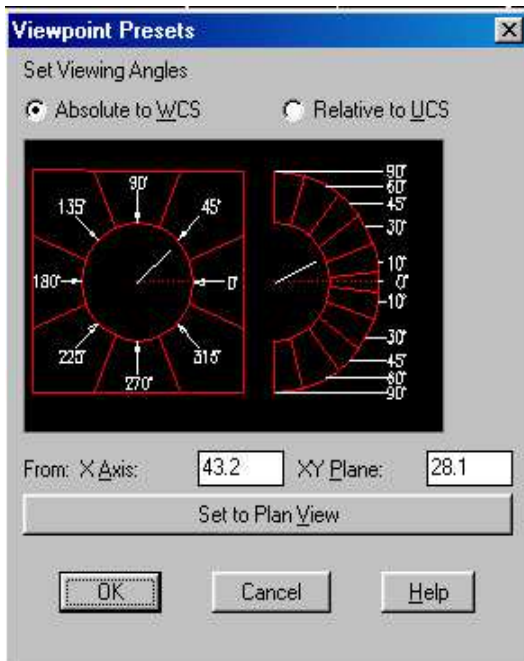 Viewpoint Presets
Set Viewing Angles
Absolute to WCS Relative to UCS
90°
135° 45°
180° 0°
225° 315°
270°
90°
60°
45°
30°
10°
0°
-10°
-30°
-45°
-60°
-90°
From: X Axis: 43.2 XY Plane: 28.1
Set to Plan View
OK Cancel Help